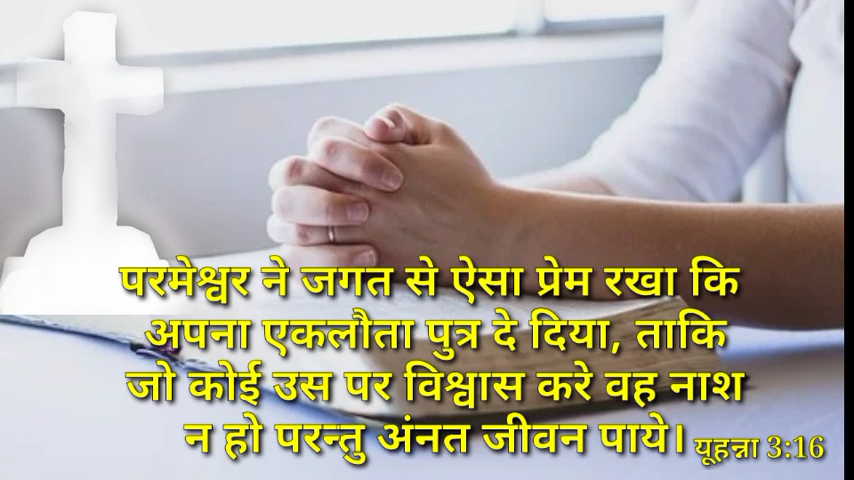 परमेश्वर ने जगत से ऐसा प्रेम रखा कि
अपना एकलौता पुत्र दे दिया, ताकि
जो कोई उस पर विश्वास करे वह नाश
न हो परन्तु अंनत जीवन पाये। यूहन्ना 3:16